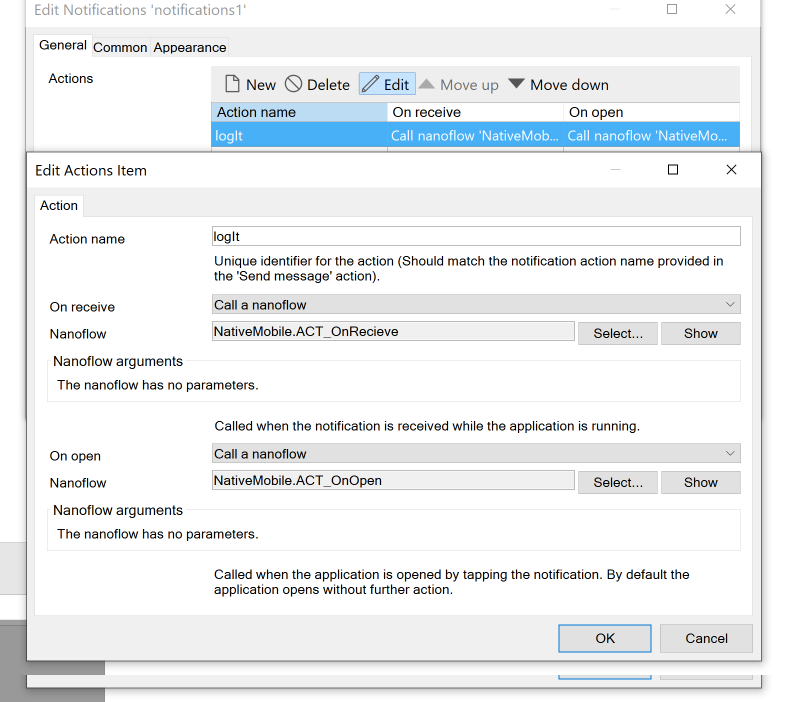 Edit Notifications 'notifications1'
General Common Appearance
Actions
New Delete Edit Move up Move down
Action name On receive On open
logIt Call nanoflow 'NativeMob... Call nanoflow 'NativeMo...
Edit Actions Item
Action
Action name logIt
Unique identifier for the action (Should match the notification action name provided in
the 'Send message' action).
On receive Call a nanoflow
Nanoflow NativeMobile.ACT_OnRecieve Select... Show
Nanoflow arguments
The nanoflow has no parameters.
Called when the notification is received while the application is running.
On open Call a nanoflow
Nanoflow NativeMobile.ACT_OnOpen Select... Show
Nanoflow arguments
The nanoflow has no parameters.
Called when the application is opened by tapping the notification. By default the
application opens without further action.
OK Cancel